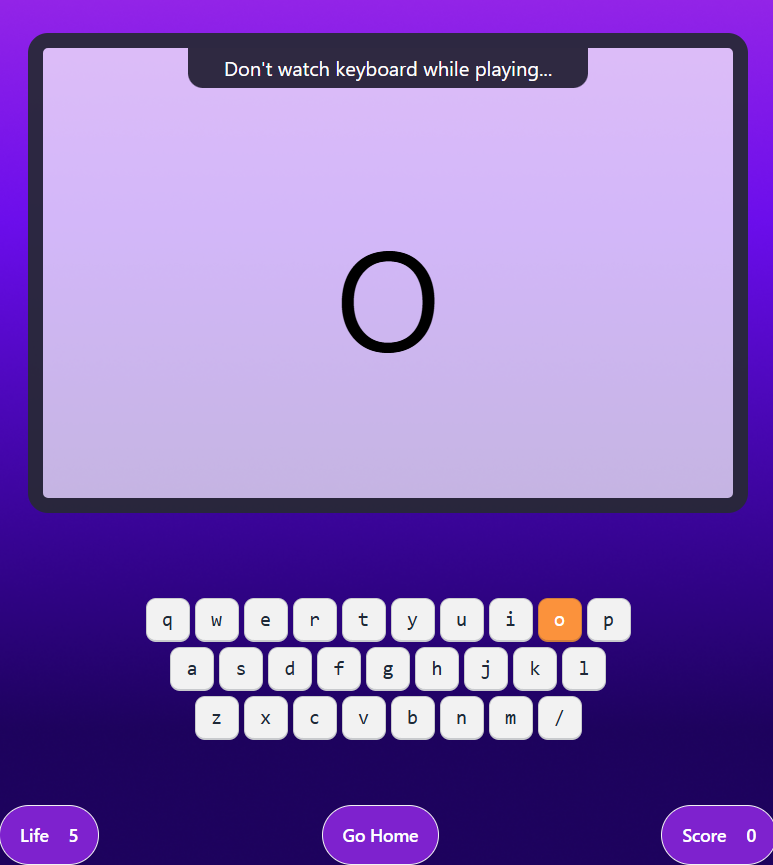 Don't watch keyboard while playing...
O
q w e r t y u i o p
a s d f g h j k l
z x c v b n m /
Life 5 Go Home Score 0